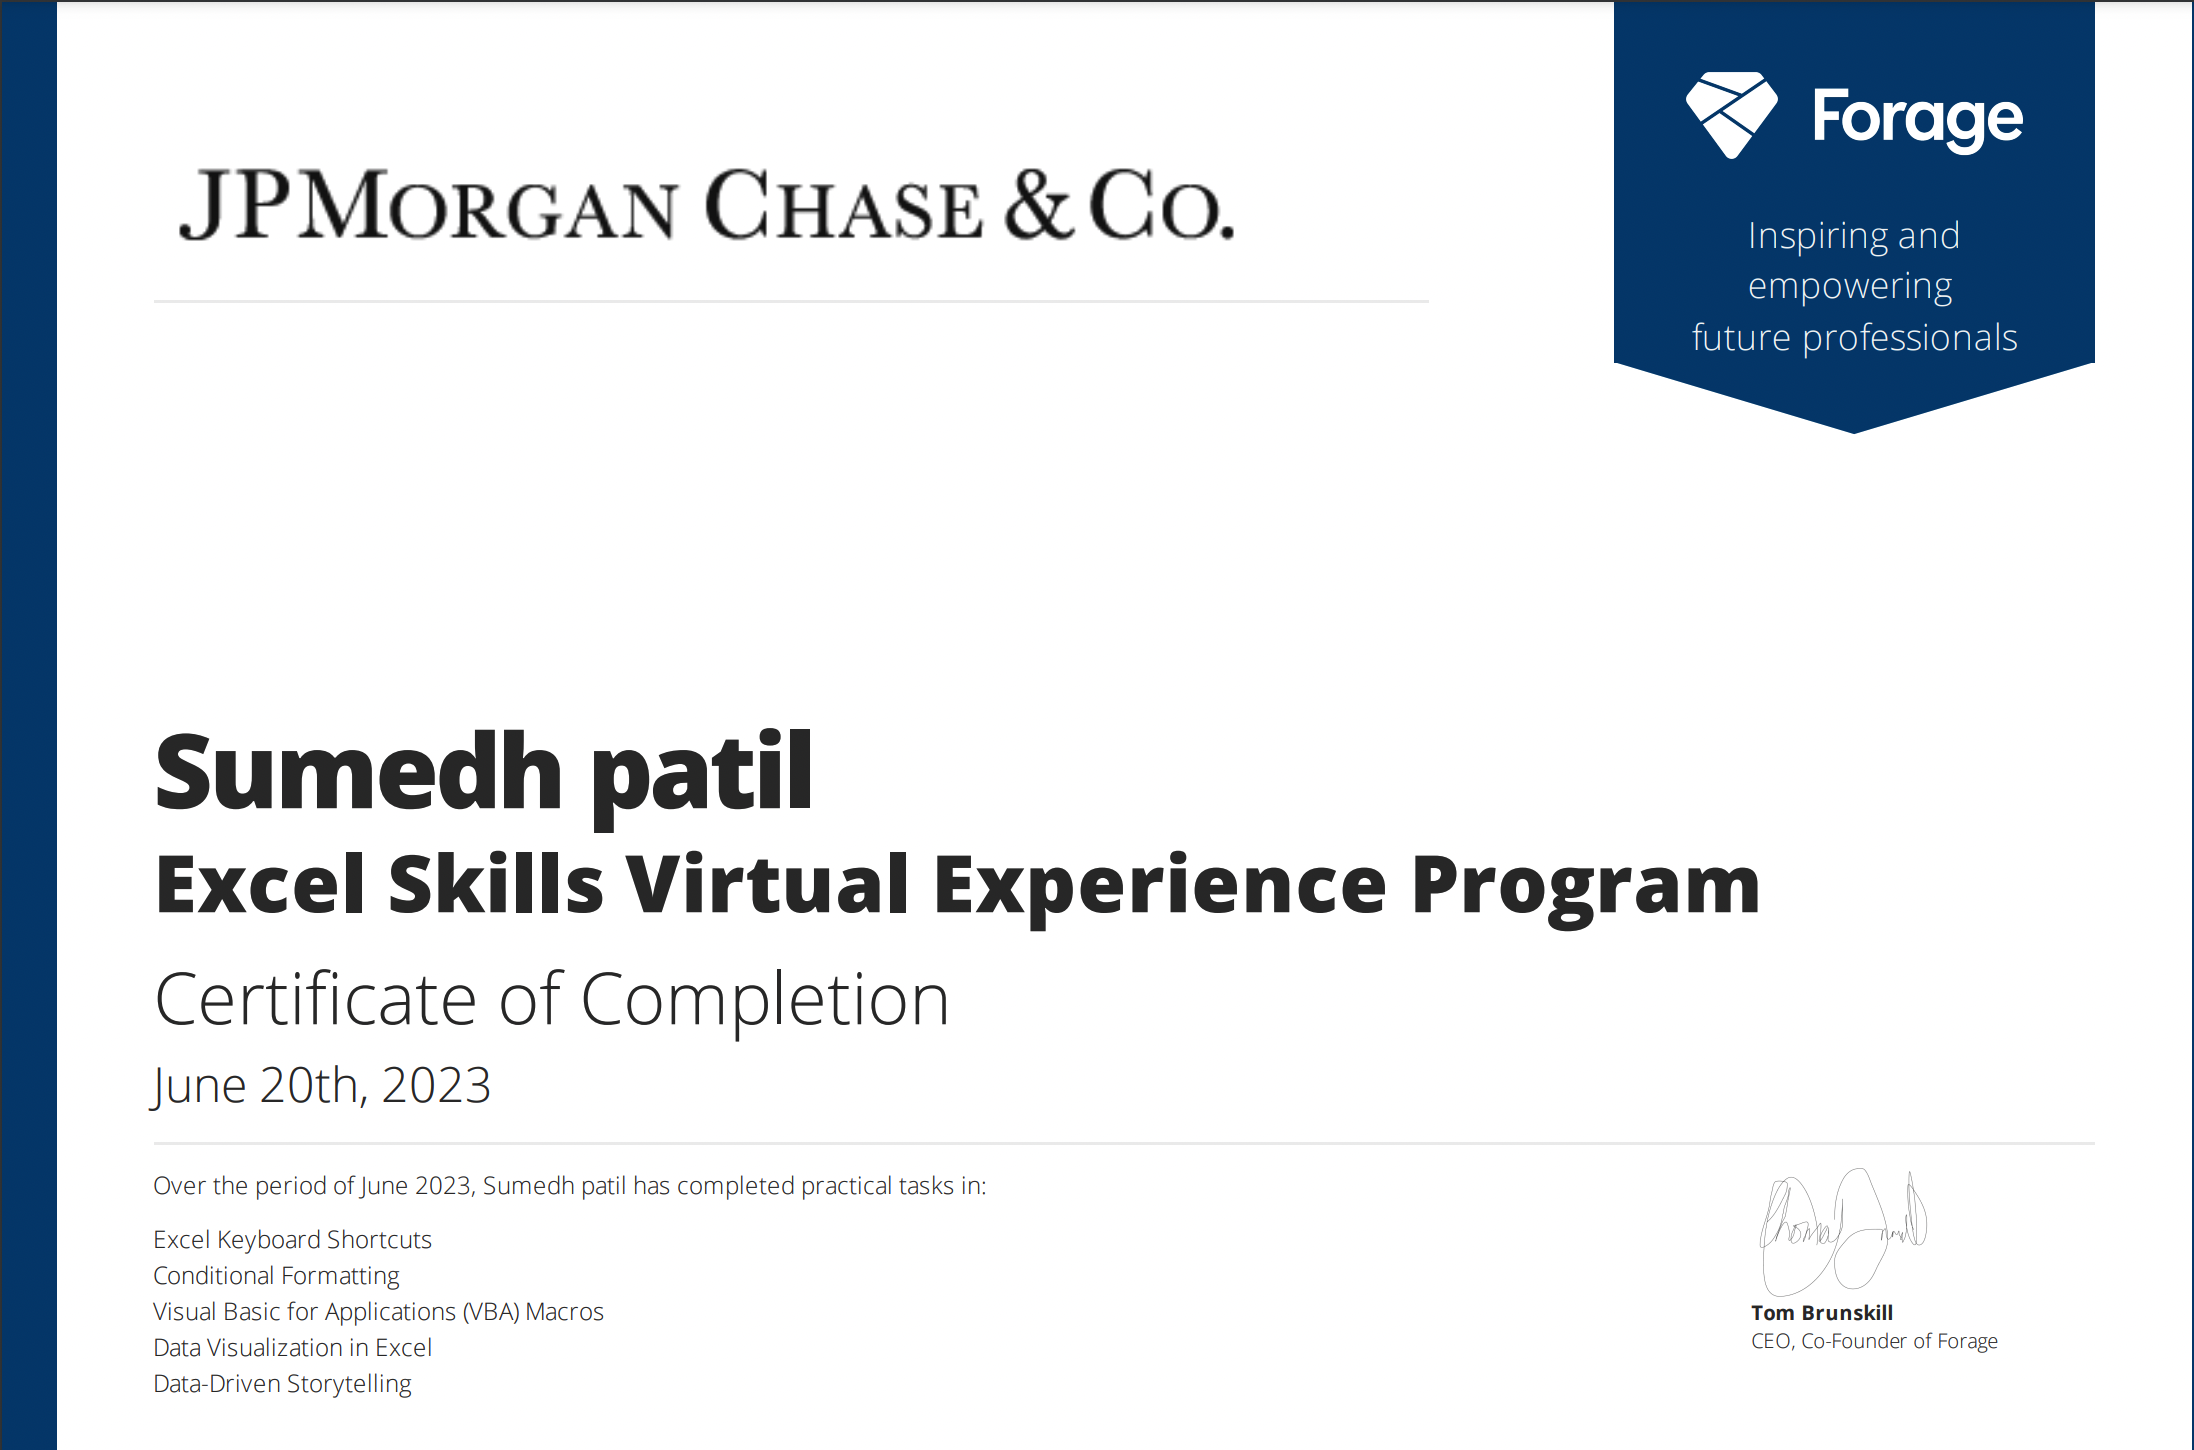 JPMORGAN CHASE & CO.
Forage
Inspiring and
empowering
future professionals
Sumedh patil
Excel Skills Virtual Experience Program
Certificate of Completion
June 20th, 2023
Over the period of June 2023, Sumedh patil has completed practical tasks in:
Excel Keyboard Shortcuts
Conditional Formatting
Visual Basic for Applications (VBA) Macros
Data Visualization in Excel
Data-Driven Storytelling
Tom Brunskill
CEO, Co-Founder of Forage